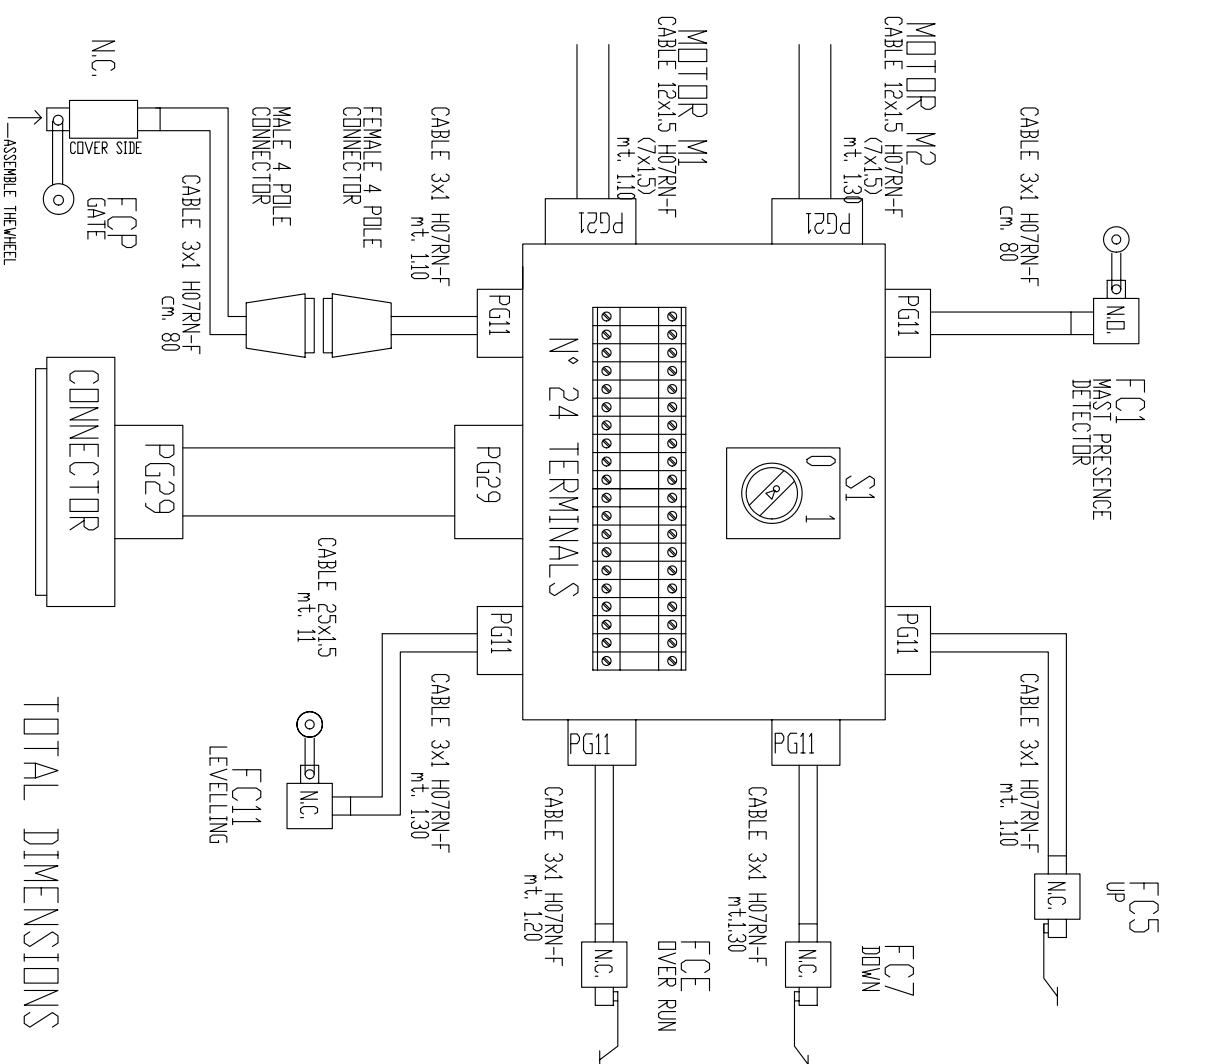 FC1
MAST PRESENCE
DETECTOR
N.O.
CABLE 3x1 H07RN-F
cm. 80
PG11
FC5
UP
N.C.
CABLE 3x1 H07RN-F
mt. 1.10
PG11
MOTOR M2
CABLE 12x1,5 H07RN-F
(7x1,5)
mt. 1.30
PG21
S1
0
1
FC7
DOWN
N.C.
CABLE 3x1 H07RN-F
mt.1.30
PG11
MOTOR M1
CABLE 12x1,5 H07RN-F
(7x1,5)
mt. 1.10
PG21
N° 24 TERMINALS
FCE
OVER RUN
N.C.
CABLE 3x1 H07RN-F
mt. 1.20
PG11
CABLE 3x1 H07RN-F
mt. 1.10
PG11
FEMALE 4 POLE
CONNECTOR
MALE 4 POLE
CONNECTOR
PG29
PG11
CABLE 3x1 H07RN-F
mt. 1.30
CABLE 25x1.5
mt. 11
N.C.
FC11
LEVELLING
CABLE 3x1 H07RN-F
cm. 80
PG29
CONNECTOR
N.C.
COVER SIDE
FCP
GATE
ASSEMBLE THEWHEEL
TOTAL DIMENSIONS